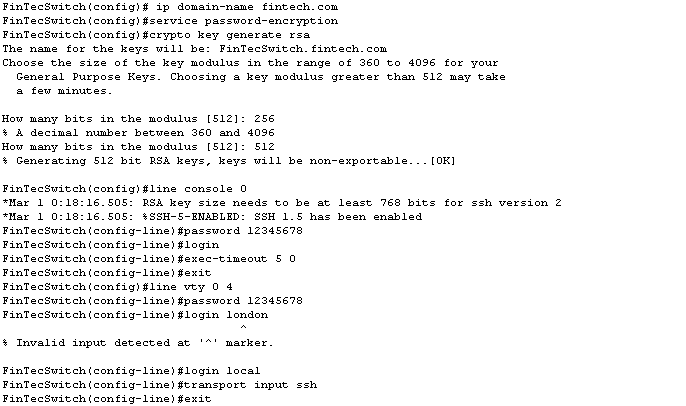 FinTecSwitch(config)# ip domain-name fintech.com
FinTecSwitch(config)#service password-encryption
FinTecSwitch(config)#crypto key generate rsa
The name for the keys will be: FinTecSwitch.fintech.com
Choose the size of the key modulus in the range of 360 to 4096 for your
  General Purpose Keys. Choosing a key modulus greater than 512 may take
  a few minutes.

How many bits in the modulus [512]: 256
% A decimal number between 360 and 4096
How many bits in the modulus [512]: 512
% Generating 512 bit RSA keys, keys will be non-exportable...[OK]

FinTecSwitch(config)#line console 0
*Mar 1 0:18:16.505: RSA key size needs to be at least 768 bits for ssh version 2
*Mar 1 0:18:16.505: %SSH-5-ENABLED: SSH 1.5 has been enabled
FinTecSwitch(config-line)#password 12345678
FinTecSwitch(config-line)#login
FinTecSwitch(config-line)#exec-timeout 5 0
FinTecSwitch(config-line)#exit
FinTecSwitch(config)#line vty 0 4
FinTecSwitch(config-line)#password 12345678
FinTecSwitch(config-line)#login london
                                  ^
% Invalid input detected at '^' marker.

FinTecSwitch(config-line)#login local
FinTecSwitch(config-line)#transport input ssh
FinTecSwitch(config-line)#exit